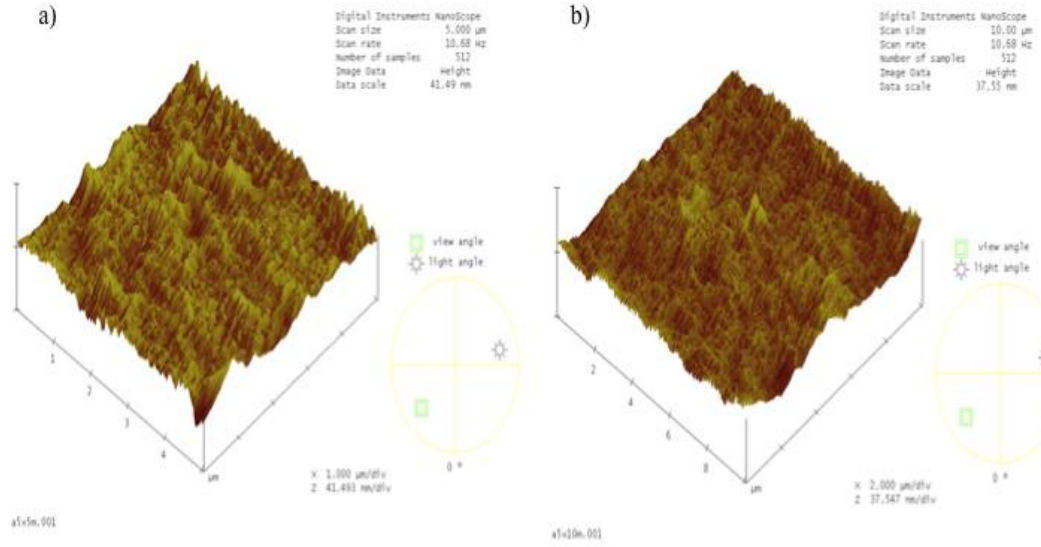 a)
Digital Instruments NanoScope
Scan size 5.000 µm
Scan rate 10.68 Hz
Number of samples 512
Image Data Height
Data scale 41.49 nm
view angle
light angle
1
2
3
4
µm
0 °
X 1.000 µm/div
Z 41.493 nm/div
a5x5m.001
b)
Digital Instruments NanoScope
Scan size 10.00 µm
Scan rate 10.68 Hz
Number of samples 512
Image Data Height
Data scale 37.55 nm
view angle
light angle
2
4
6
8
µm
0 °
X 2.000 µm/div
Z 37.547 nm/div
a5x10m.001